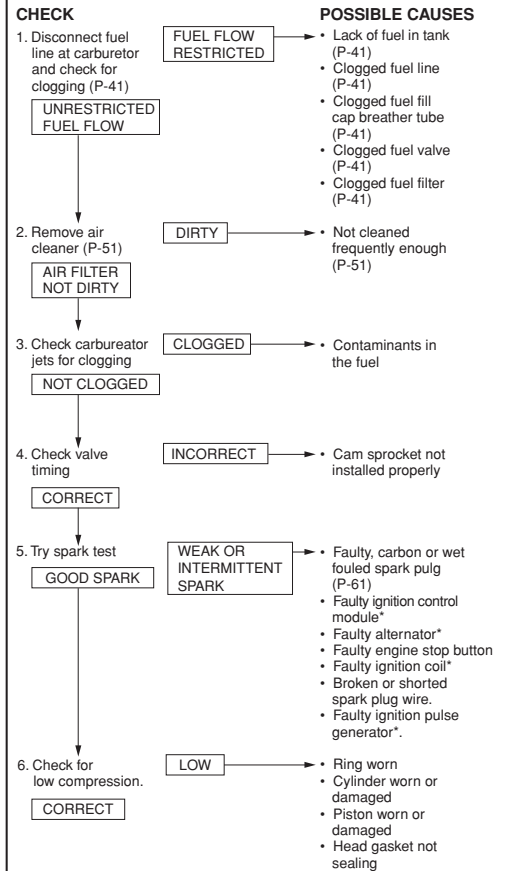 CHECK
POSSIBLE CAUSES
1. Disconnect fuel
line at carburetor
and check for
clogging (P-41)
FUEL FLOW
RESTRICTED
• Lack of fuel in tank
(P-41)
• Clogged fuel line
(P-41)
• Clogged fuel fill
cap breather tube
(P-41)
• Clogged fuel valve
(P-41)
• Clogged fuel filter
(P-41)
UNRESTRICTED
FUEL FLOW
2. Remove air
cleaner (P-51)
DIRTY
• Not cleaned
frequently enough
(P-51)
AIR FILTER
NOT DIRTY
3. Check carbureator
jets for clogging
CLOGGED
• Contaminants in
the fuel
NOT CLOGGED
4. Check valve
timing
INCORRECT
• Cam sprocket not
installed properly
CORRECT
5. Try spark test
WEAK OR
INTERMITTENT
SPARK
• Faulty, carbon or wet
fouled spark pulg
(P-61)
• Faulty ignition control
module*
• Faulty alternator*
• Faulty engine stop button
• Faulty ignition coil*
• Broken or shorted
spark plug wire.
• Faulty ignition pulse
generator*.
GOOD SPARK
6. Check for
low compression.
LOW
• Ring worn
• Cylinder worn or
damaged
• Piston worn or
damaged
• Head gasket not
sealing
CORRECT